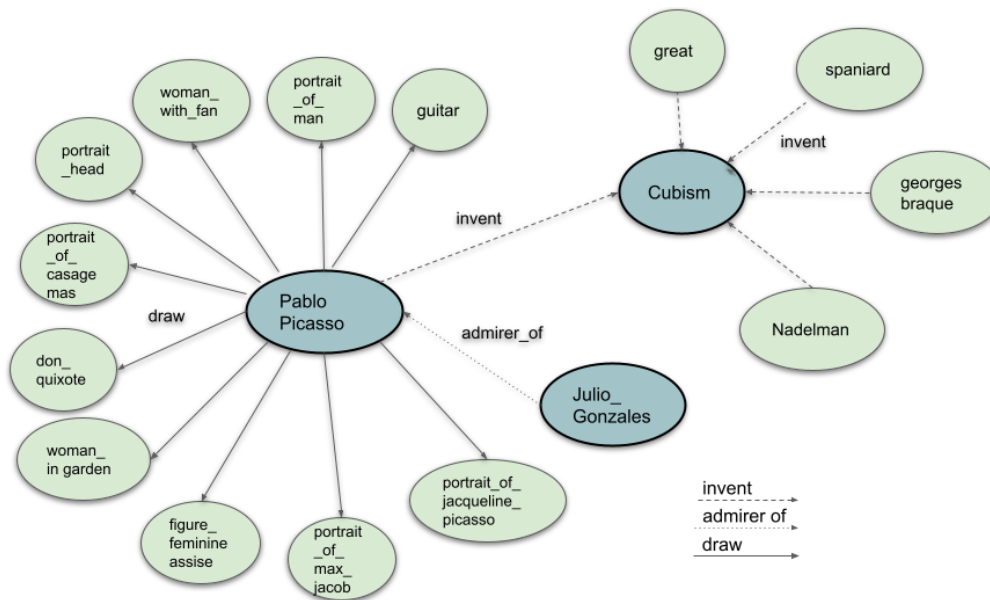 great
spaniard
portrait
_of_
man
woman_
with_fan
guitar
invent
portrait
_head
georges
braque
Cubism
invent
portrait
_of_
casage
mas
Pablo
Picasso
draw
admirer_of
Nadelman
don_
quixote
Julio_
Gonzales
woman_
in garden
portrait_of_
jacqueline_
picasso
invent
admirer of
draw
figure_
feminine
assise
portrait
_of_
max_
jacob